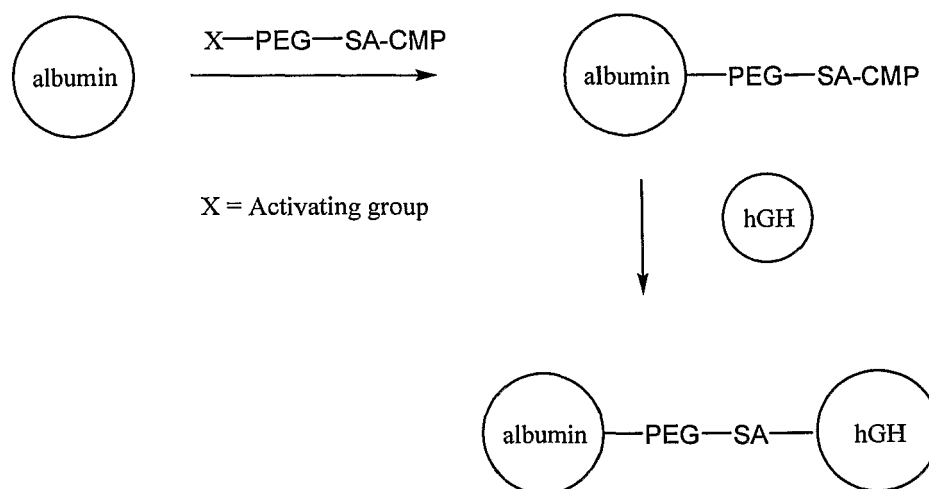 X—PEG—SA-CMP
albumin
albumin—PEG—SA-CMP
X = Activating group
hGH
albumin—PEG—SA—hGH